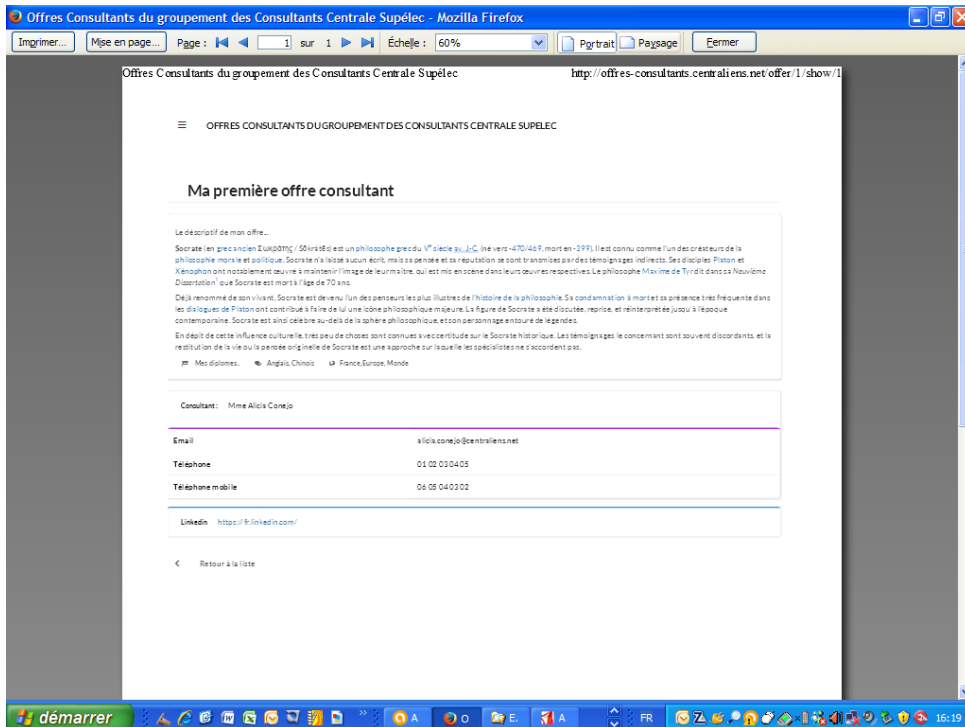 Offres Consultants du groupement des Consultants Centrale Supélec - Mozilla Firefox
Imprimer... Mise en page... Page : 1 sur 1 Échelle : 60% Portrait Paysage Fermer
Offres Consultants du groupement des Consultants Centrale Supélec http://offres-consultants.centraliens.net/offer/1/show/1
OFFRES CONSULTANTS DU GROUPEMENT DES CONSULTANTS CENTRALE SUPELEC
Ma première offre consultant
Le descriptif de mon offre...
Socrate (en grec ancien Σωκράτης / Sōkrátēs) est un philosophe grec du Vᵉ siècle av. J.-C. (né vers -470/469, mort en -399). Il est connu comme l'un des créateurs de la
philosophie morale et politique. Socrate n'a laissé aucun écrit, mais sa pensée et sa réputation se sont transmises par des témoignages indirects. Ses disciples Platon et
Xénophon ont notablement œuvré à maintenir l'image de leur maître, qui est mis en scène dans leurs œuvres respectives. Le philosophe Maxime de Tyr dit dans sa Neuvième
Dissertation¹ que Socrate est mort à l'âge de 70 ans.
Déjà renommé de son vivant, Socrate est devenu l'un des penseurs les plus illustres de l'histoire de la philosophie. Sa condamnation à mort et sa présence très fréquente dans
les dialogues de Platon ont contribué à faire de lui une icône philosophique majeure. La figure de Socrate a été discutée, reprise, et réinterprétée jusqu'à l'époque
contemporaine. Socrate est ainsi célèbre au-delà de la sphère philosophique, et son personnage entouré de légendes.
En dépit de cette influence culturelle, très peu de choses sont connues avec certitude sur le Socrate historique. Les témoignages le concernant sont souvent discordants, et la
restitution de la vie ou la pensée originelle de Socrate est une approche sur laquelle les spécialistes ne s'accordent pas.
Mes diplomes.. Anglais, Chinois France, Europe, Monde
Consultant : Mme Alicia Conejo
Email alicia.conejo@centraliens.net
Téléphone 01 02 03 04 05
Téléphone mobile 06 05 04 03 02
Linkedin https://fr.linkedin.com/
Retour à la liste
démarrer A O E. A FR 16:19